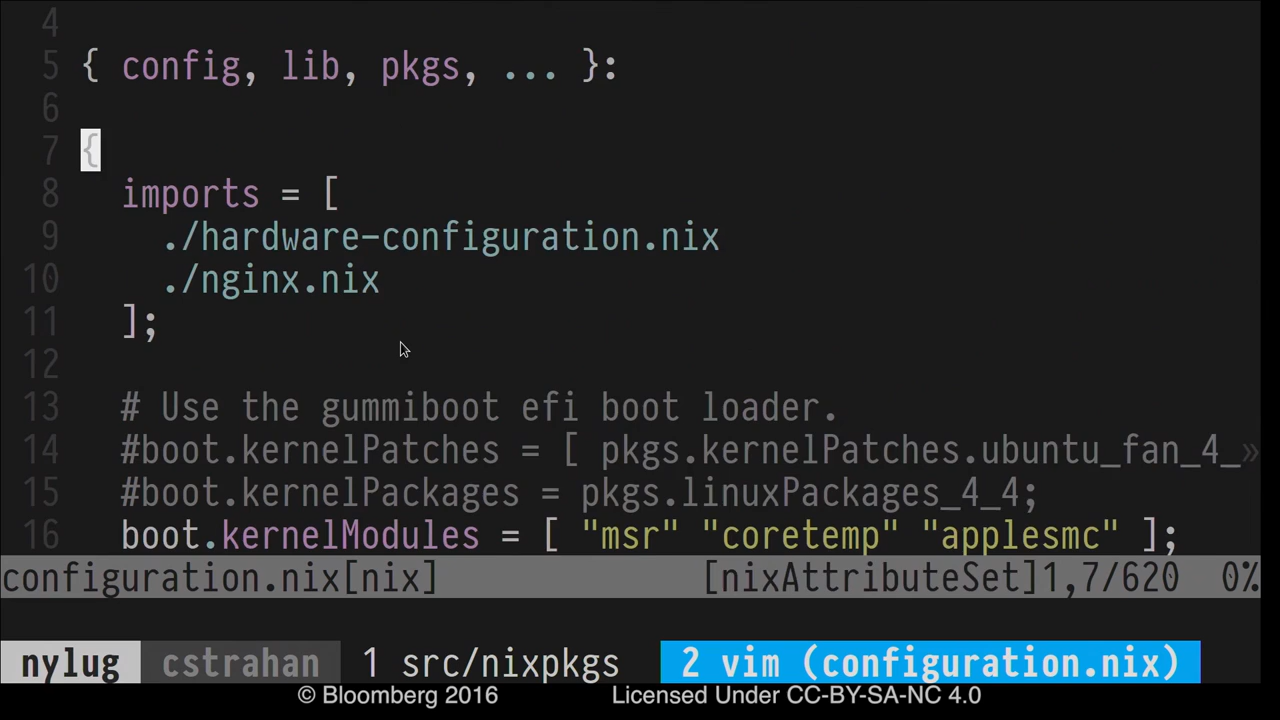 4
5 { config, lib, pkgs, ... }:
6
7 {
8 imports = [
9 ./hardware-configuration.nix
10 ./nginx.nix
11 ];
12
13 # Use the gummiboot efi boot loader.
14 #boot.kernelPatches = [ pkgs.kernelPatches.ubuntu_fan_4_»
15 #boot.kernelPackages = pkgs.linuxPackages_4_4;
16 boot.kernelModules = [ "msr" "coretemp" "applesmc" ];
configuration.nix[nix] [nixAttributeSet]1,7/620 0%
nylug cstrahan 1 src/nixpkgs 2 vim (configuration.nix)
© Bloomberg 2016 Licensed Under CC-BY-SA-NC 4.0